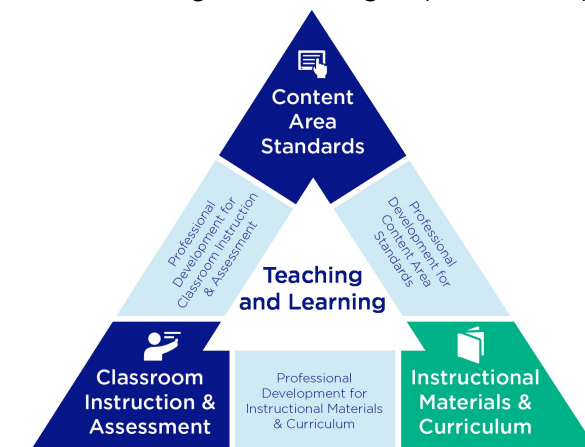 Content
Area
Standards
Professional
Development for
Classroom Instruction
& Assessment
Professional
Development for
Content Area
Standards
Teaching
and Learning
Classroom
Instruction &
Assessment
Professional
Development for
Instructional Materials
& Curriculum
Instructional
Materials &
Curriculum